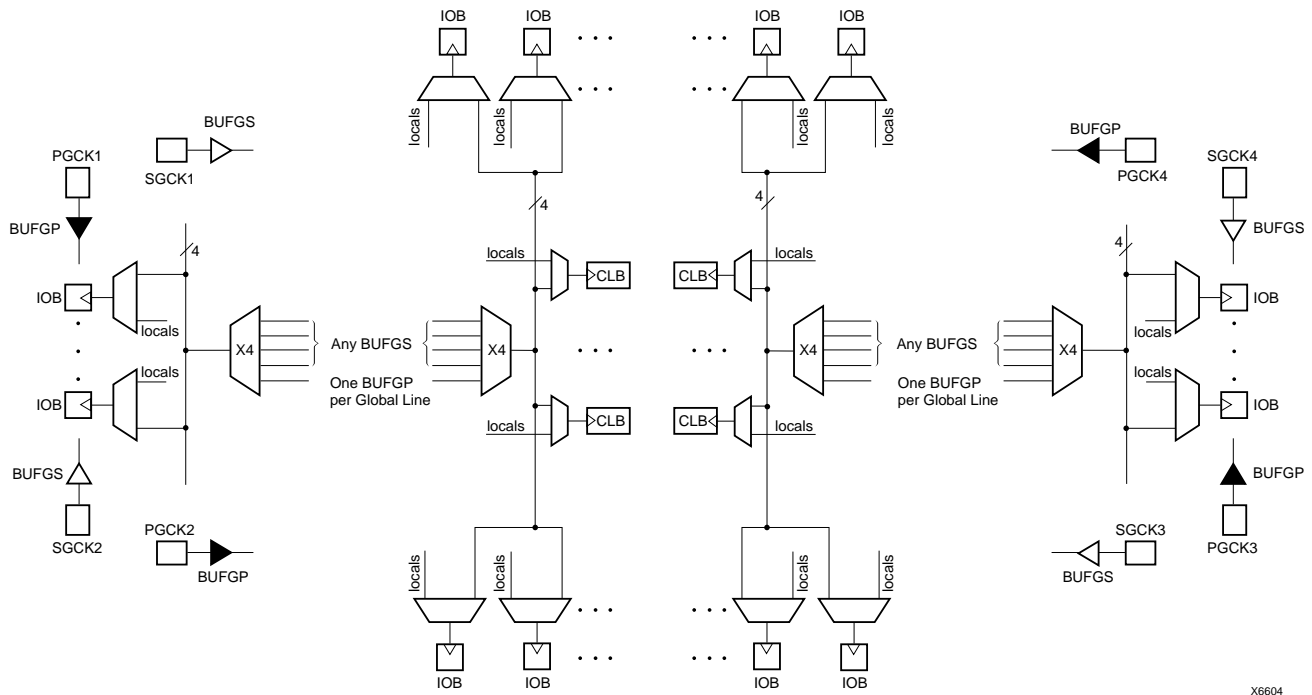 IOB
IOB
IOB
IOB
locals
locals
locals
locals
BUFGS
SGCK1
PGCK1
BUFGP
BUFGP
PGCK4
SGCK4
BUFGS
4
4
4
4
locals
CLB
CLB
locals
IOB
locals
X4
Any BUFGS
X4
X4
Any BUFGS
X4
locals
IOB
locals
IOB
One BUFGP
per Global Line
One BUFGP
per Global Line
locals
IOB
locals
CLB
CLB
locals
BUFGS
SGCK2
PGCK2
BUFGP
SGCK3
BUFGS
BUFGP
PGCK3
locals
locals
locals
locals
IOB
IOB
IOB
IOB
X6604